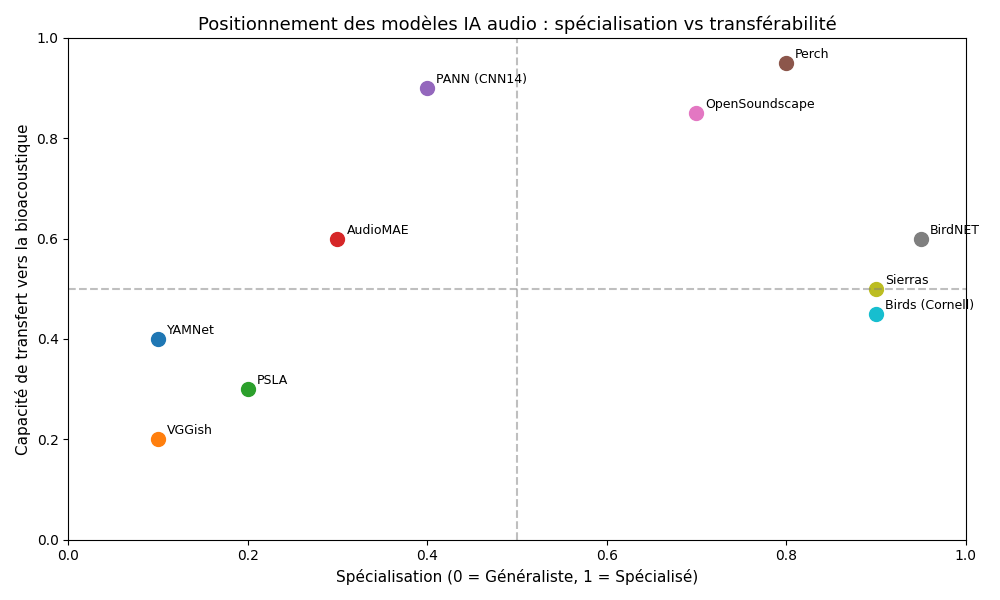 Positionnement des modèles IA audio : spécialisation vs transférabilité
Capacité de transfert vers la bioacoustique
1.0
0.8
0.6
0.4
0.2
0.0
Perch
PANN (CNN14)
OpenSoundscape
AudioMAE
BirdNET
Sierras
Birds (Cornell)
YAMNet
PSLA
VGGish
0.0 0.2 0.4 0.6 0.8 1.0
Spécialisation (0 = Généraliste, 1 = Spécialisé)